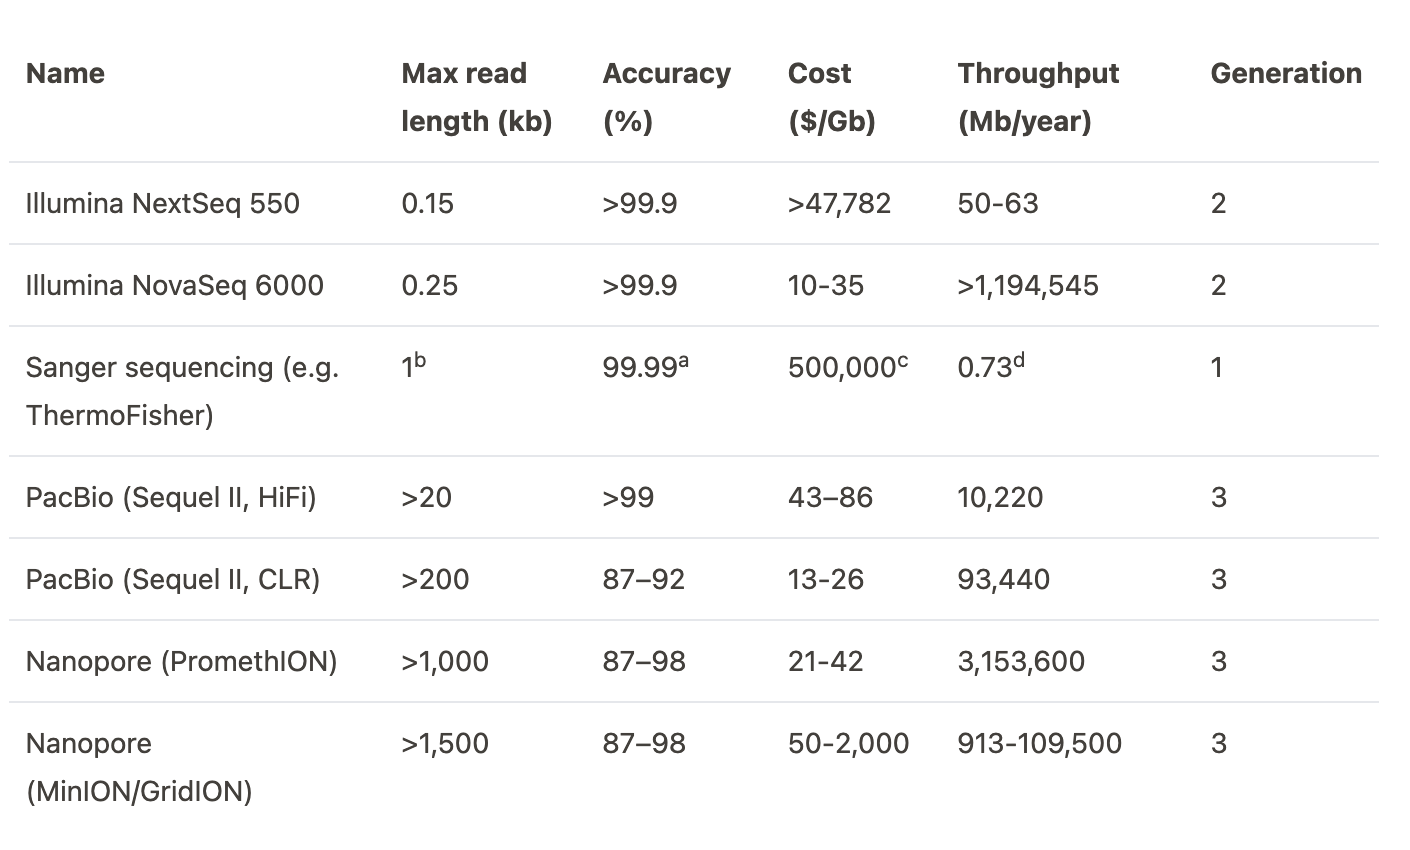 Name Max read length (kb) Accuracy (%) Cost ($/Gb) Throughput (Mb/year) Generation
Illumina NextSeq 550 0.15 >99.9 >47,782 50-63 2
Illumina NovaSeq 6000 0.25 >99.9 10-35 >1,194,545 2
Sanger sequencing (e.g. ThermoFisher) 1ᵇ 99.99ᵃ 500,000ᶜ 0.73ᵈ 1
PacBio (Sequel II, HiFi) >20 >99 43–86 10,220 3
PacBio (Sequel II, CLR) >200 87–92 13-26 93,440 3
Nanopore (PromethION) >1,000 87–98 21-42 3,153,600 3
Nanopore (MinION/GridION) >1,500 87–98 50-2,000 913-109,500 3